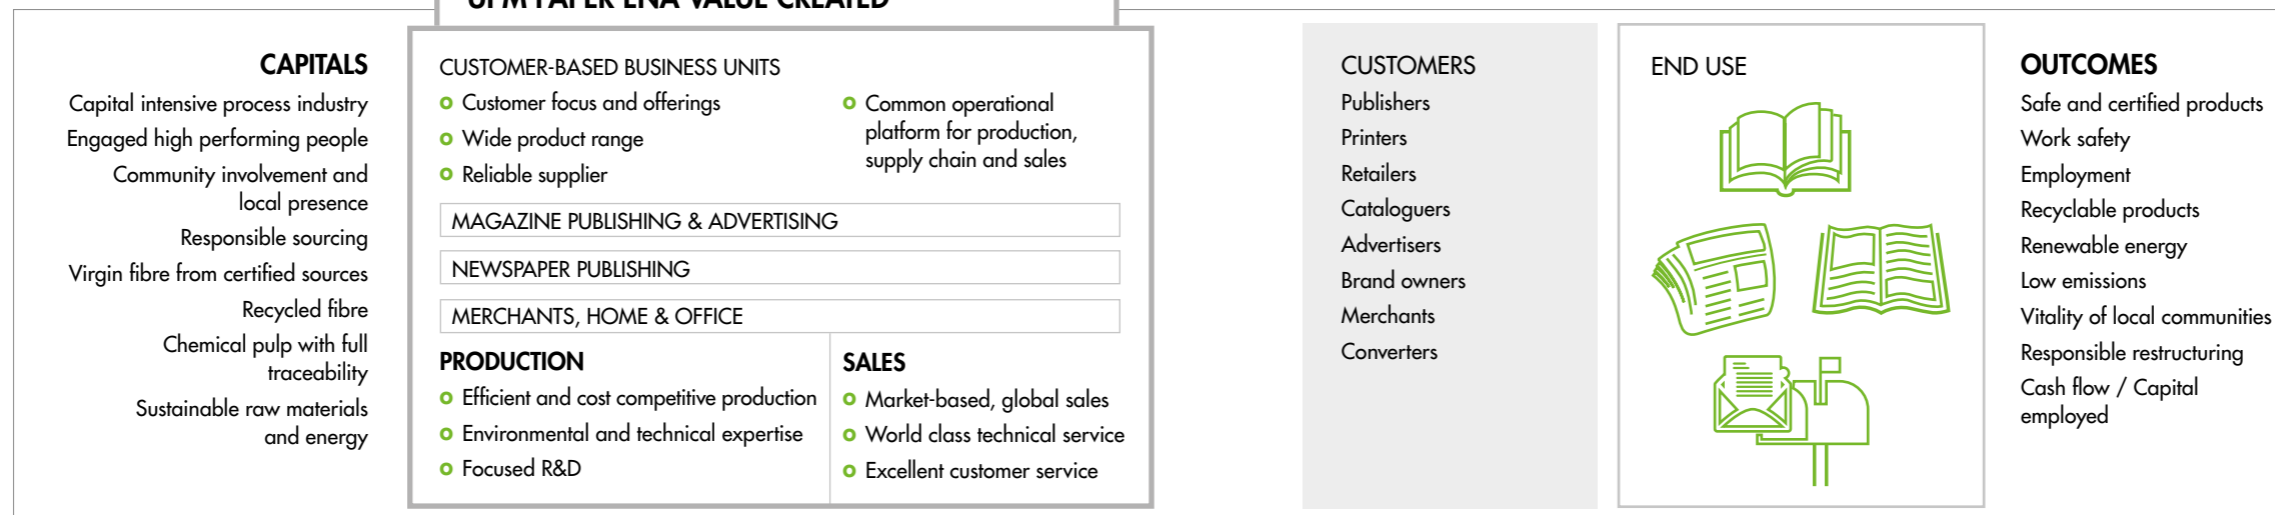 UPM PAPER ENA VALUE CREATED
CAPITALS
Capital intensive process industry
Engaged high performing people
Community involvement and
local presence
Responsible sourcing
Virgin fibre from certified sources
Recycled fibre
Chemical pulp with full
traceability
Sustainable raw materials
and energy
CUSTOMER-BASED BUSINESS UNITS
Customer focus and offerings
Wide product range
Reliable supplier
Common operational
platform for production,
supply chain and sales
MAGAZINE PUBLISHING & ADVERTISING
NEWSPAPER PUBLISHING
MERCHANTS, HOME & OFFICE
PRODUCTION
Efficient and cost competitive production
Environmental and technical expertise
Focused R&D
SALES
Market-based, global sales
World class technical service
Excellent customer service
CUSTOMERS
Publishers
Printers
Retailers
Cataloguers
Advertisers
Brand owners
Merchants
Converters
END USE
OUTCOMES
Safe and certified products
Work safety
Employment
Recyclable products
Renewable energy
Low emissions
Vitality of local communities
Responsible restructuring
Cash flow / Capital
employed